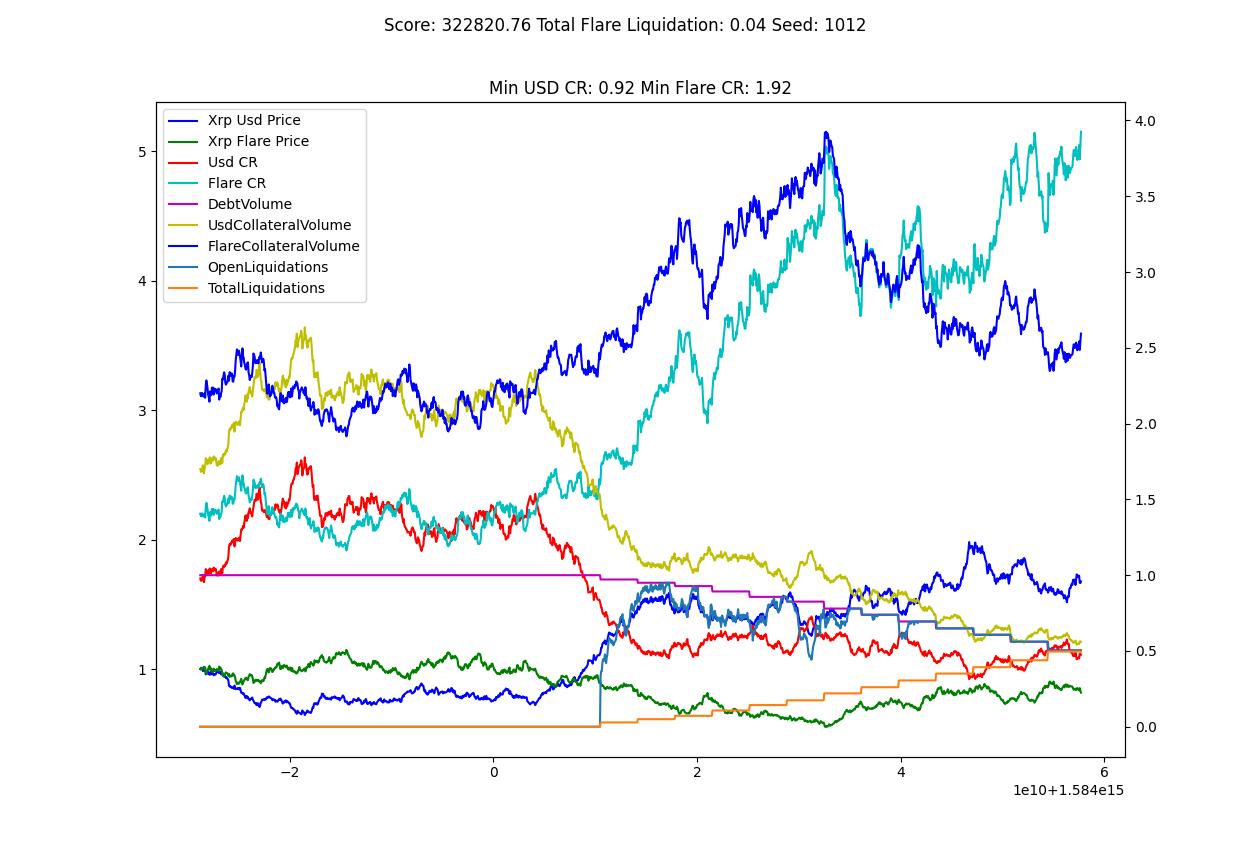 Score: 322820.76 Total Flare Liquidation: 0.04 Seed: 1012
Min USD CR: 0.92 Min Flare CR: 1.92
Xrp Usd Price
Xrp Flare Price
Usd CR
Flare CR
DebtVolume
UsdCollateralVolume
FlareCollateralVolume
OpenLiquidations
TotalLiquidations
5
4
3
2
1
4.0
3.5
3.0
2.5
2.0
1.5
1.0
0.5
0.0
−2
0
2
4
6
1e10+1.584e15